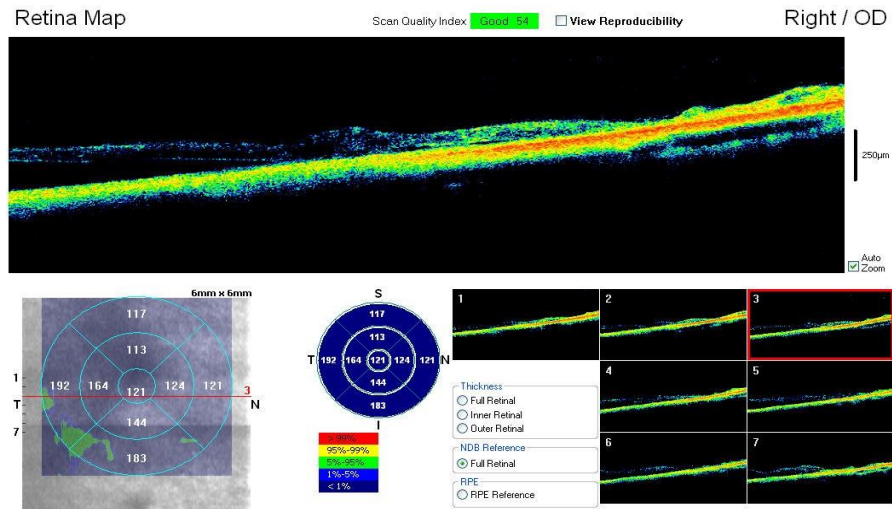 Retina Map
Scan Quality Index Good 54 View Reproducibility
Right / OD
250µm
Auto Zoom
6mm x 6mm
117
113
192 164 121 124 121
144
183
1
T
7
3
N
S
117
113
T 192 164 121 124 121 N
144
183
I
> 99%
95%-99%
5%-95%
1%-5%
< 1%
1 2 3
4 5
6 7
Thickness
Full Retinal
Inner Retinal
Outer Retinal
NDB Reference
Full Retinal
RPE
RPE Reference